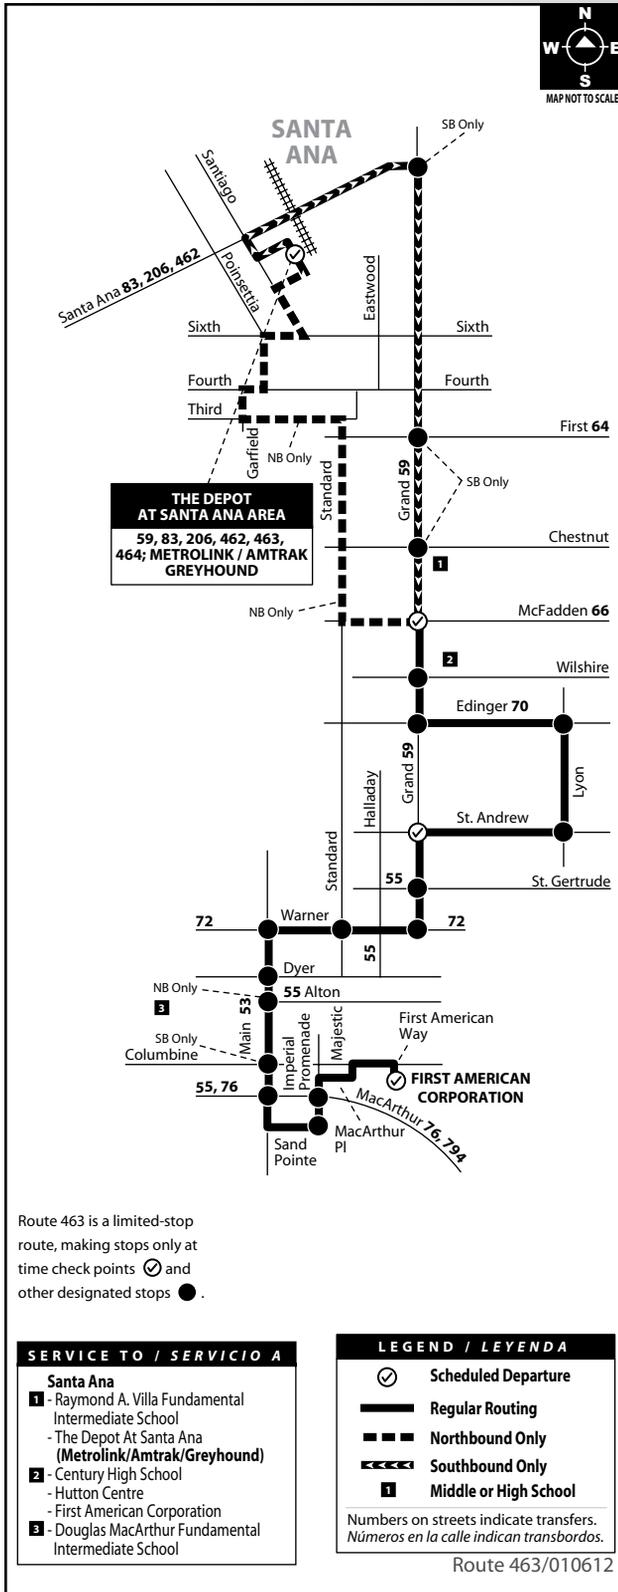 N
W E
S
MAP NOT TO SCALE
SB Only
SANTA
ANA
Santiago
Santa Ana 83, 206, 462
Poinsettia
Eastwood
Sixth
Sixth
Fourth
Fourth
Third
Garfield
NB Only
First 64
Standard
Grand 59
SB Only
THE DEPOT
AT SANTA ANA AREA
59, 83, 206, 462, 463,
464; METROLINK / AMTRAK
GREYHOUND
Chestnut
1
NB Only
McFadden 66
2
Wilshire
Edinger 70
Grand 59
Lyon
Halladay
St. Andrew
Standard
55
St. Gertrude
72
Warner
72
55
Dyer
NB Only
55 Alton
3
Main 53
Imperial
Promenade
Majestic
First American
Way
SB Only
Columbine
FIRST AMERICAN
CORPORATION
55, 76
MacArthur 76, 794
MacArthur
Pl
Sand
Pointe
Route 463 is a limited-stop
route, making stops only at
time check points and
other designated stops .
SERVICE TO / SERVICIO A
Santa Ana
1 - Raymond A. Villa Fundamental
Intermediate School
- The Depot At Santa Ana
(Metrolink/Amtrak/Greyhound)
2 - Century High School
- Hutton Centre
- First American Corporation
3 - Douglas MacArthur Fundamental
Intermediate School
LEGEND / LEYENDA
Scheduled Departure
Regular Routing
Northbound Only
Southbound Only
1 Middle or High School
Numbers on streets indicate transfers.
Números en la calle indican transbordos.
Route 463/010612